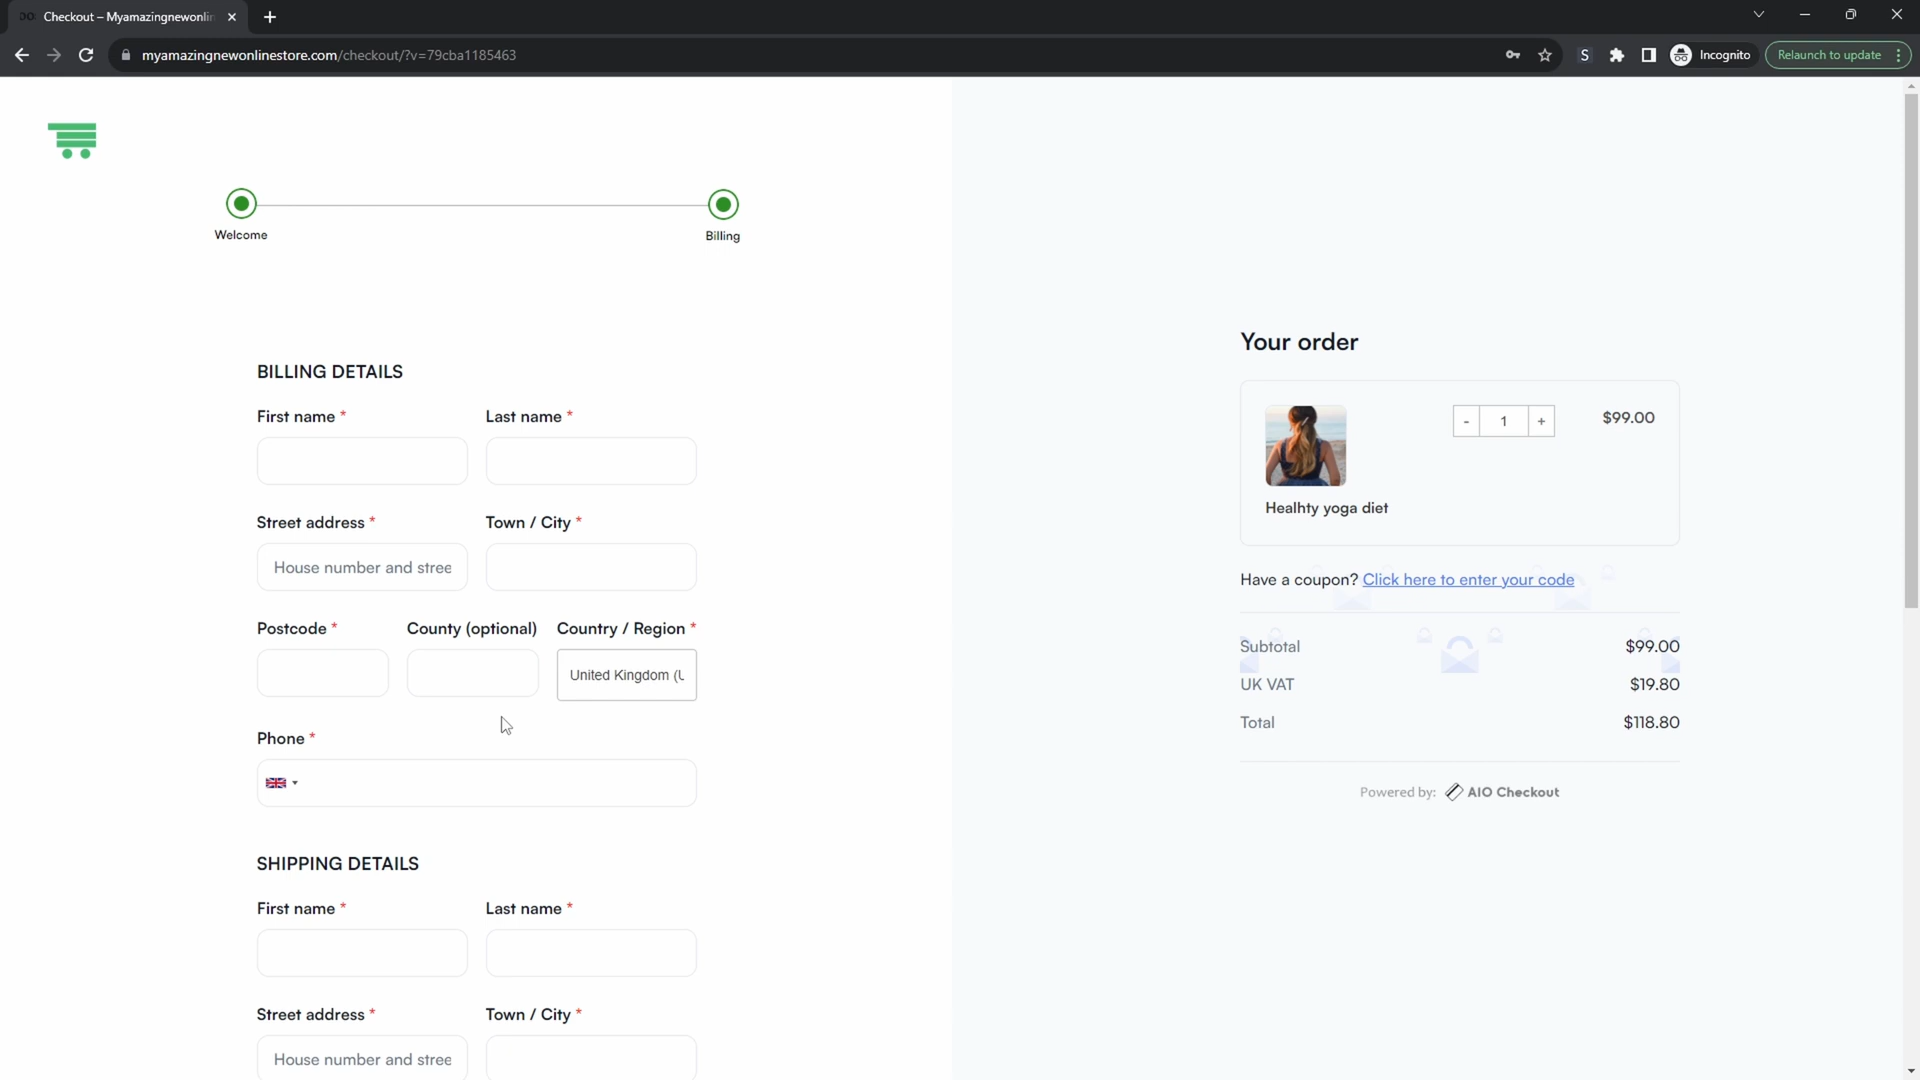 Checkout – Myamazingnewonlin
myamazingnewonlinestore.com/checkout/?v=79cba1185463
S
Incognito
Relaunch to update
Welcome
Billing
BILLING DETAILS
First name *
Last name *
Street address *
Town / City *
House number and stree
Postcode *
County (optional)
Country / Region *
United Kingdom (U
Phone *
SHIPPING DETAILS
First name *
Last name *
Street address *
Town / City *
House number and stree
Your order
- 1 +
$99.00
Healhty yoga diet
Have a coupon? Click here to enter your code
Subtotal $99.00
UK VAT $19.80
Total $118.80
Powered by: AIO Checkout